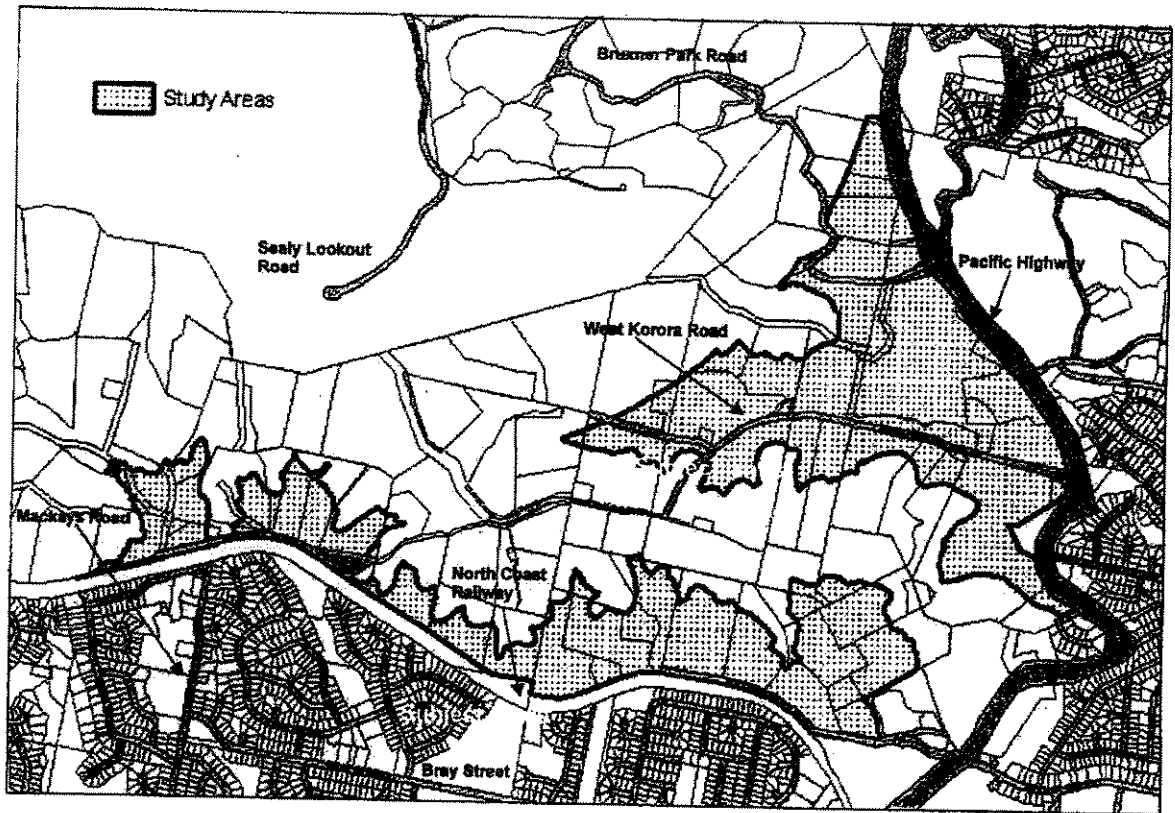 Bruxner Park Road
Study Areas
Sealy Lookout
Road
Pacific Highway
West Korora Road
Mackays Road
North Coast
Railway
Bray Street